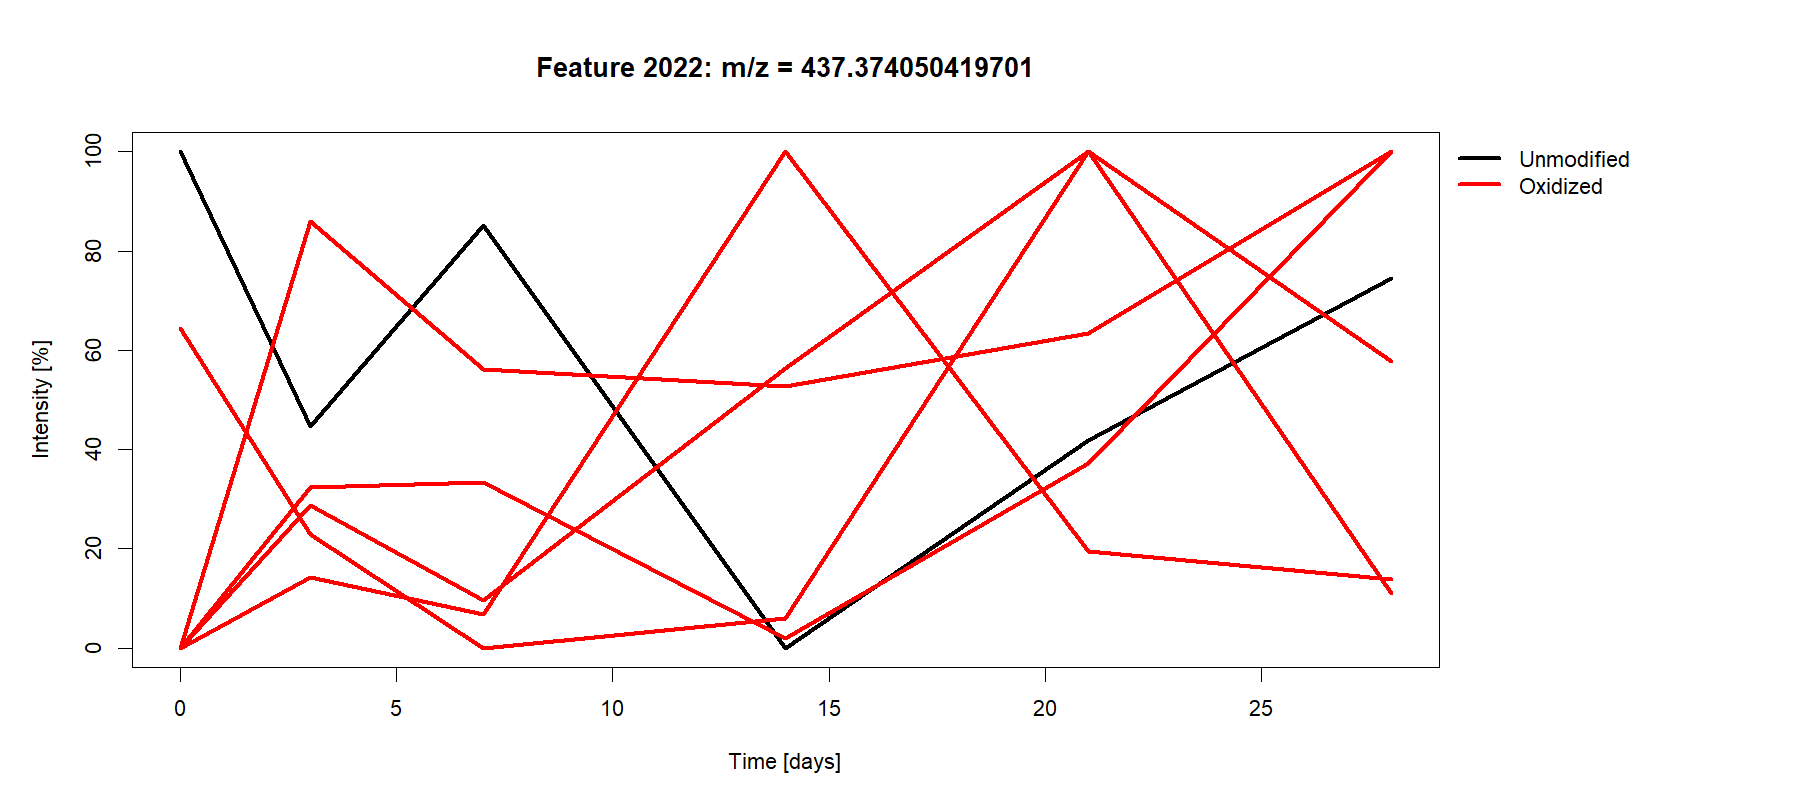 Feature 2022: m/z = 437.374050419701
Unmodified
Oxidized
Intensity [%]
100
80
60
40
20
0
0 5 10 15 20 25
Time [days]